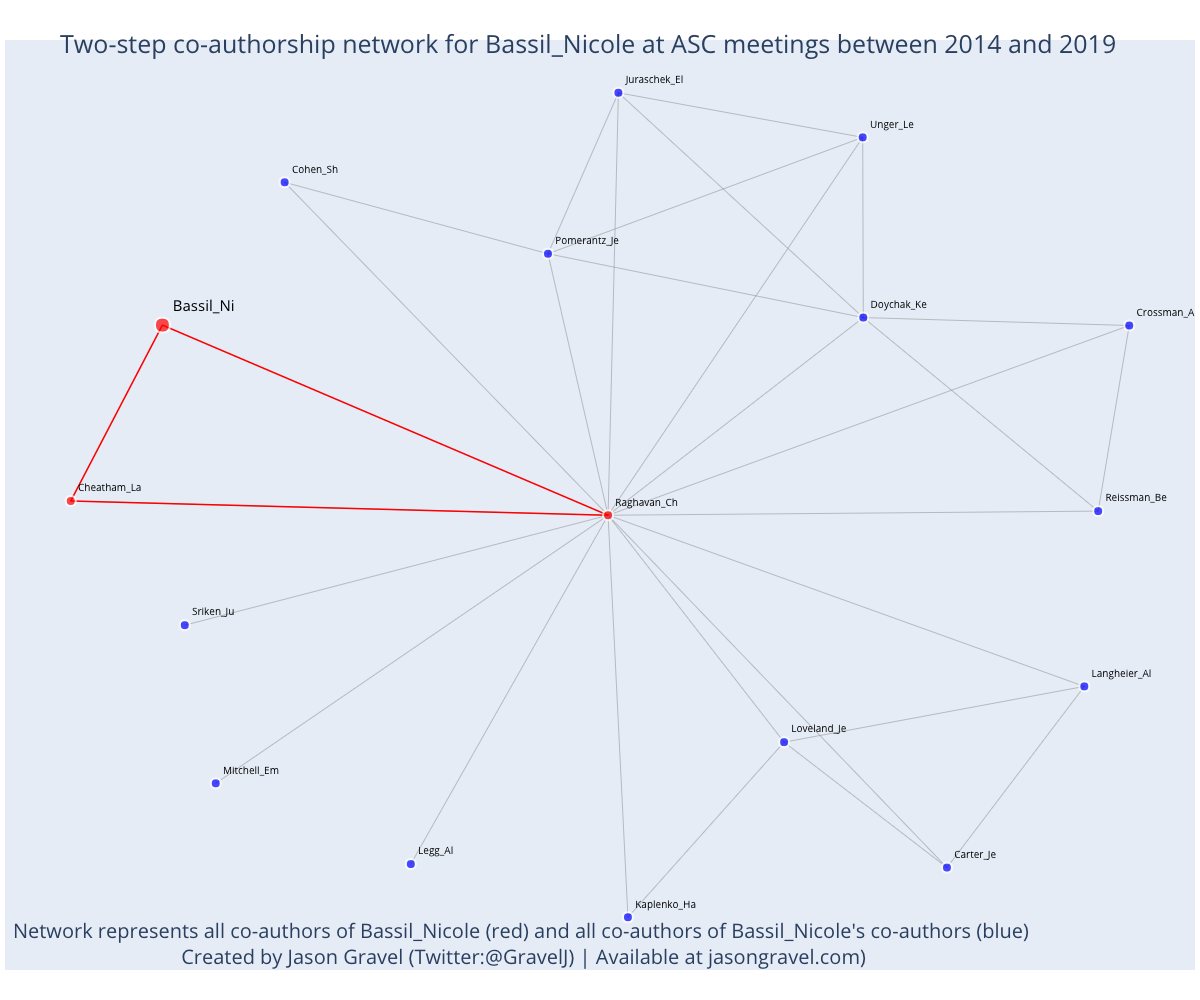 Two-step co-authorship network for Bassil_Nicole at ASC meetings between 2014 and 2019
Juraschek_El
Unger_Le
Cohen_Sh
Pomerantz_Je
Bassil_Ni
Doychak_Ke
Crossman_A
Cheatham_La
Raghavan_Ch
Reissman_Be
Sriken_Ju
Langheier_Al
Loveland_Je
Mitchell_Em
Legg_Al
Carter_Je
Kaplenko_Ha
Network represents all co-authors of Bassil_Nicole (red) and all co-authors of Bassil_Nicole's co-authors (blue)
Created by Jason Gravel (Twitter:@GravelJ) | Available at jasongravel.com)